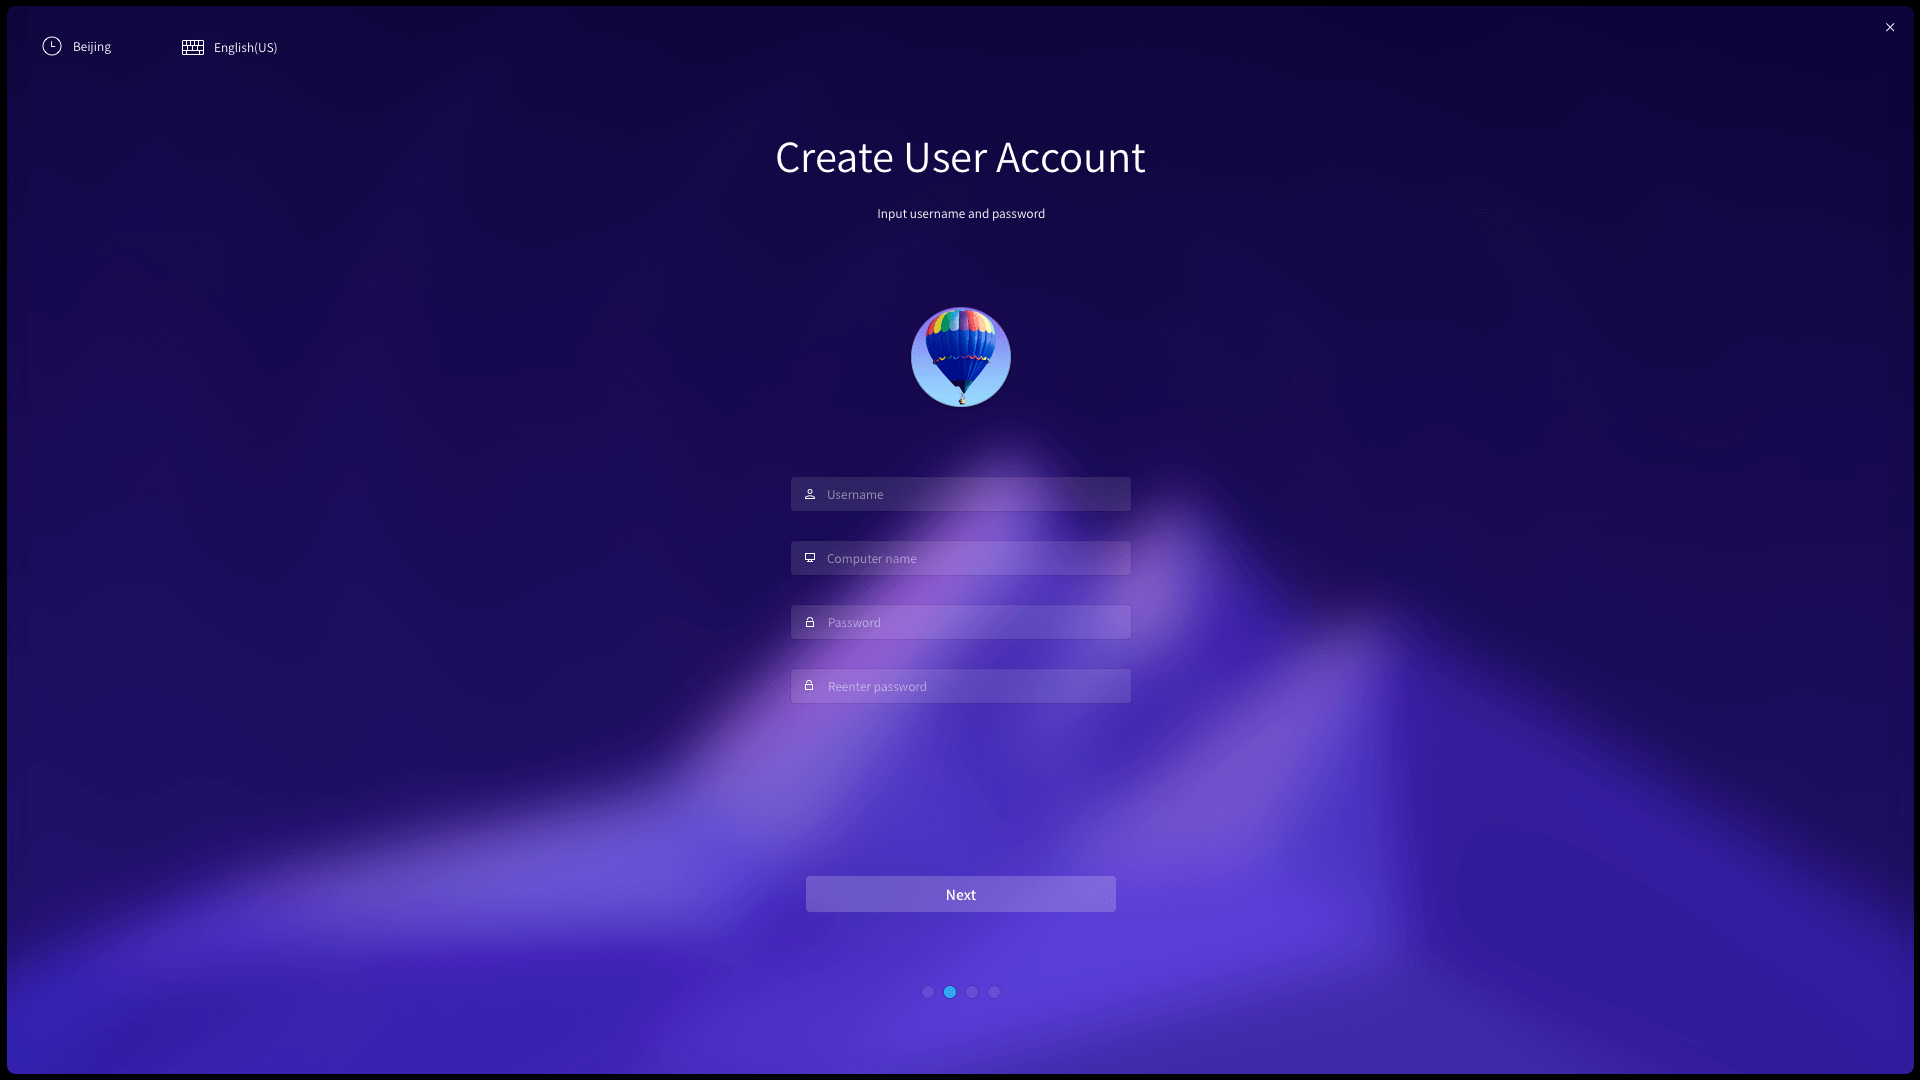 Beijing
English(US)
Create User Account
Input username and password
Username
Computer name
Password
Reenter password
Next